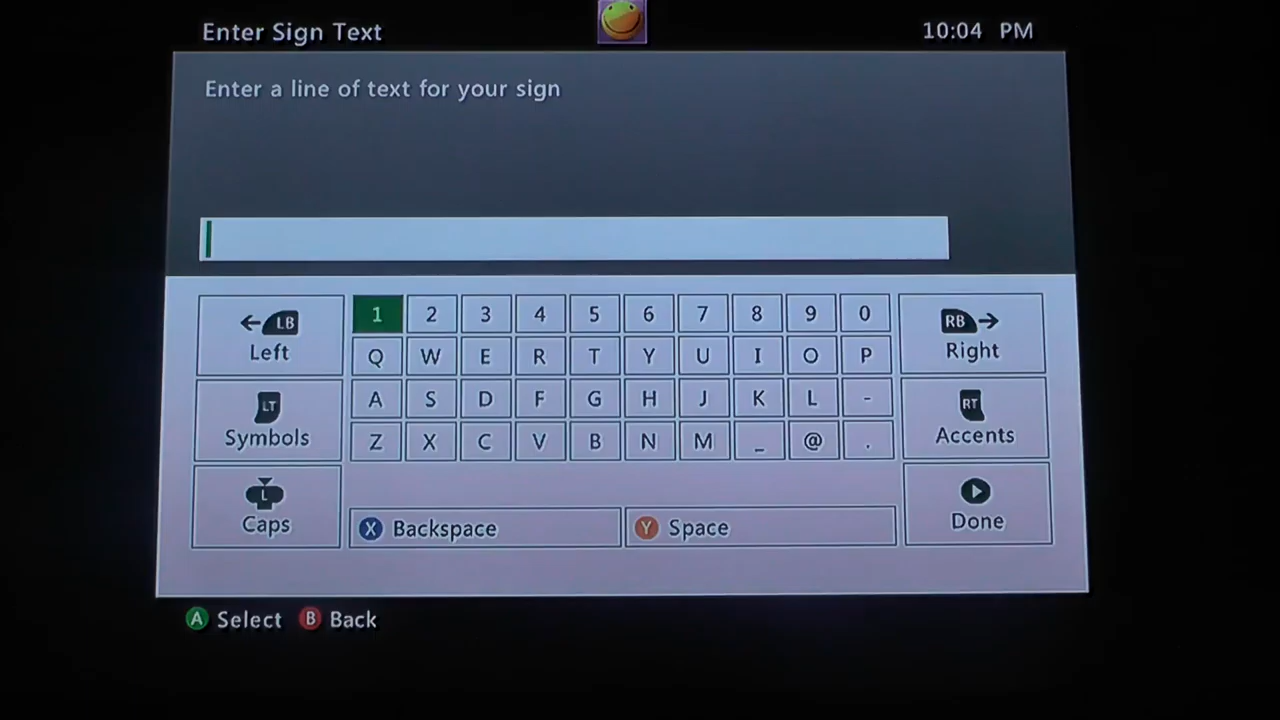 Enter Sign Text
10:04 PM
Enter a line of text for your sign
LB
Left
1 2 3 4 5 6 7 8 9 0
RB
Right
Q W E R T Y U I O P
LT
Symbols
A S D F G H J K L -
RT
Accents
Z X C V B N M _ @ .
L
Caps
X Backspace
Y Space
Done
A Select B Back